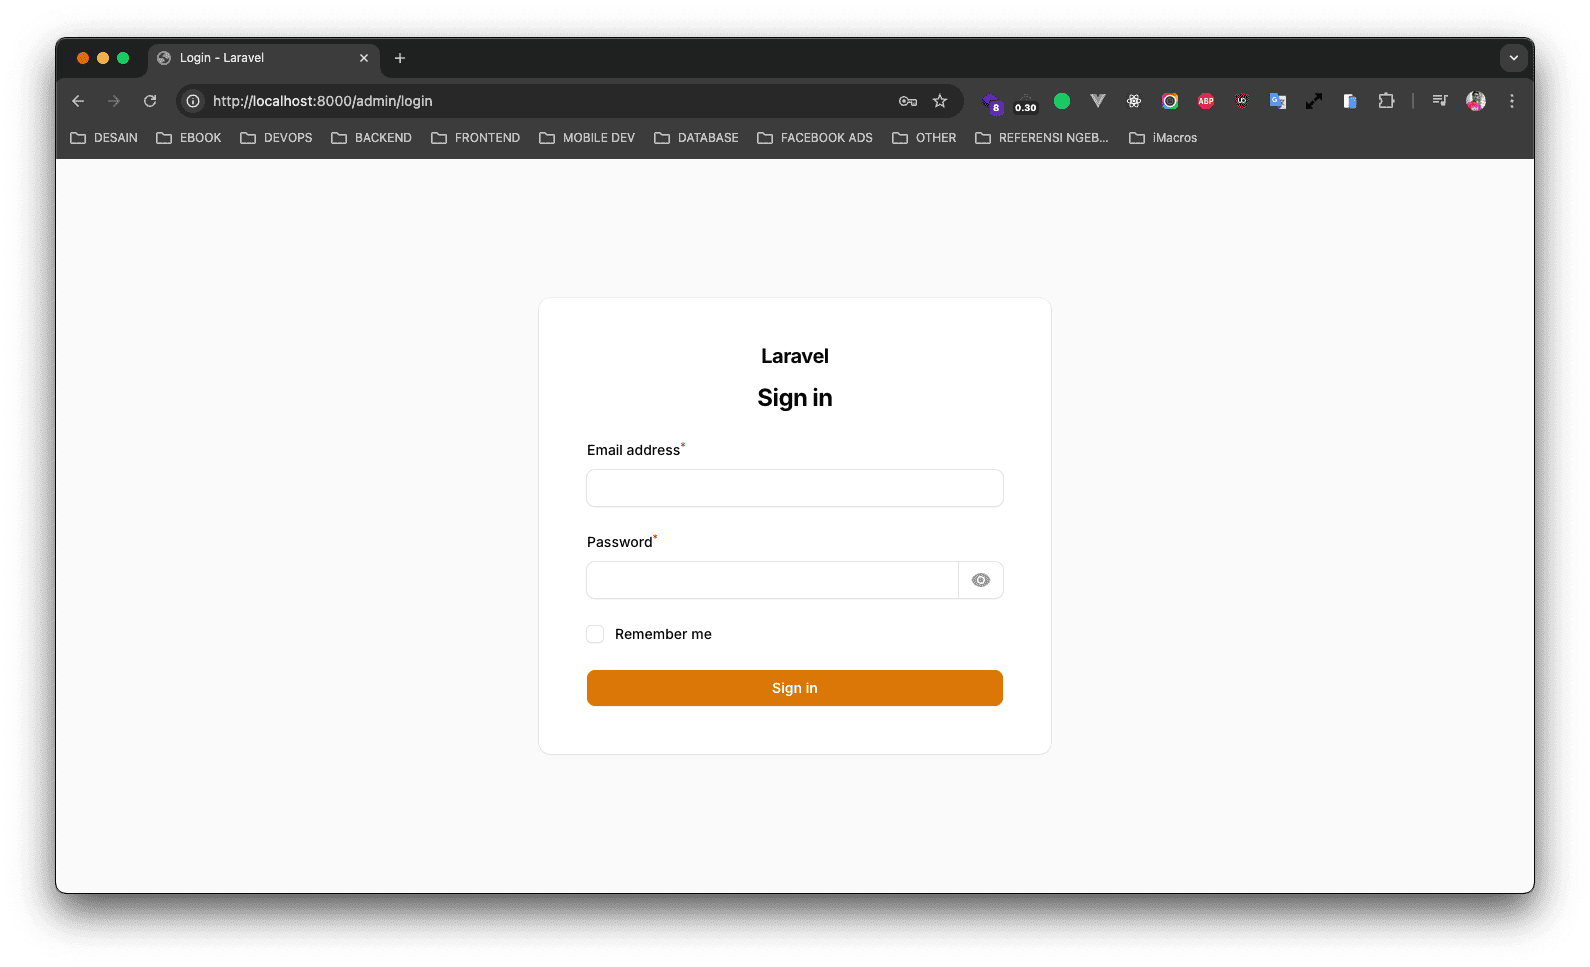 Login - Laravel
http://localhost:8000/admin/login
8
0.30
ABP
DESAIN
EBOOK
DEVOPS
BACKEND
FRONTEND
MOBILE DEV
DATABASE
FACEBOOK ADS
OTHER
REFERENSI NGEB...
iMacros
Laravel
Sign in
Email address*
Password*
Remember me
Sign in